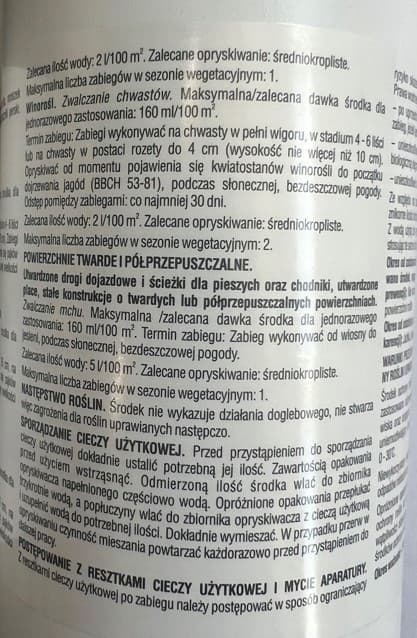 Zalecana ilość wody: 2 l/100 m². Zalecane opryskiwanie: średniokropliste.
Maksymalna liczba zabiegów w sezonie wegetacyjnym: 1.
Winorośl. Zwalczanie chwastów. Maksymalna/zalecana dawka środka dla
jednorazowego zastosowania: 160 ml/100 m².
Termin zabiegu: Zabiegi wykonywać na chwasty w pełni wigoru, w stadium 4 - 6 liści
lub na chwasty w postaci rozety do 4 cm (wysokość nie więcej niż 10 cm).
Opryskiwać od momentu pojawienia się kwiatostanów winorośli do początku
dojrzewania jagód (BBCH 53-81), podczas słonecznej, bezdeszczowej pogody.
Odstęp pomiędzy zabiegami: co najmniej 30 dni.
Zalecana ilość wody: 2 l/100 m². Zalecane opryskiwanie: średniokropliste.
Maksymalna liczba zabiegów w sezonie wegetacyjnym: 2.
POWIERZCHNIE TWARDE I PÓŁPRZEPUSZCZALNE.
Utwardzone drogi dojazdowe i ścieżki dla pieszych oraz chodniki, utwardzone
place, stałe konstrukcje o twardych lub półprzepuszczalnych powierzchniach.
Zwalczanie mchu. Maksymalna /zalecana dawka środka dla jednorazowego
zastosowania: 160 ml/100 m². Termin zabiegu: Zabieg wykonywać od wiosny do
jesieni, podczas słonecznej, bezdeszczowej pogody.
Zalecana ilość wody: 5 l/100 m². Zalecane opryskiwanie: średniokropliste.
Maksymalna liczba zabiegów w sezonie wegetacyjnym: 1.
NASTĘPSTWO ROŚLIN. Środek nie wykazuje działania doglebowego, nie stwarza
więc zagrożenia dla roślin uprawianych następczo.
SPORZĄDZANIE CIECZY UŻYTKOWEJ. Przed przystąpieniem do sporządzania
cieczy użytkowej dokładnie ustalić potrzebną jej ilość. Zawartością opakowania
przed użyciem wstrząsnąć. Odmierzoną ilość środka wlać do zbiornika
opryskiwacza napełnionego częściowo wodą. Opróżnione opakowania przepłukać
trzykrotnie wodą, a popłuczyny wlać do zbiornika opryskiwacza z cieczą użytkową
i uzupełnić wodą do potrzebnej ilości. Dokładnie wymieszać. W przypadku przerw w
opryskiwaniu czynność mieszania powtarzać każdorazowo przed przystąpieniem do
dalszej pracy.
POSTĘPOWANIE Z RESZTKAMI CIECZY UŻYTKOWEJ I MYCIE APARATURY.
Z resztkami cieczy użytkowej po zabiegu należy postępować w sposób ograniczający